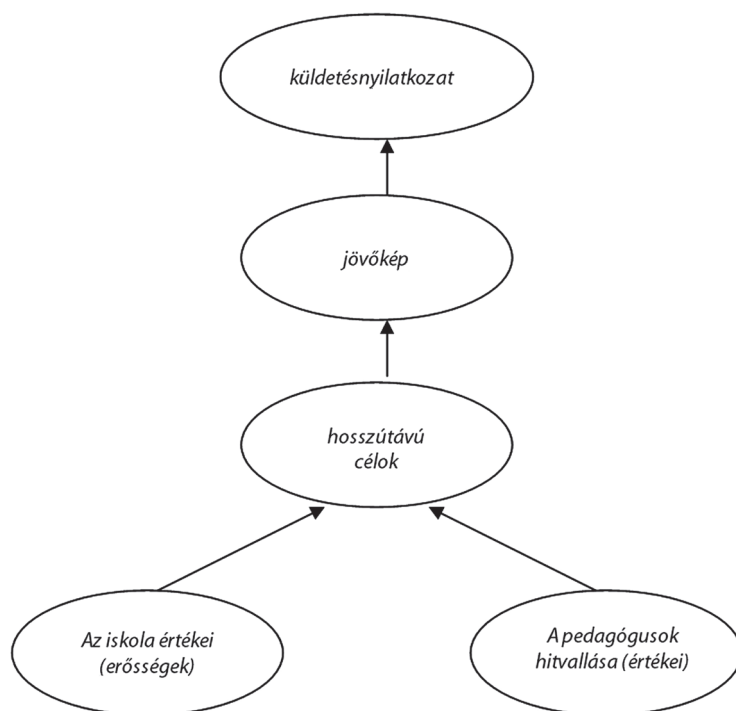 küldetésnyilatkozat
jövőkép
hosszútávú
célok
Az iskola értékei
(erősségek)
A pedagógusok
hitvallása (értékei)